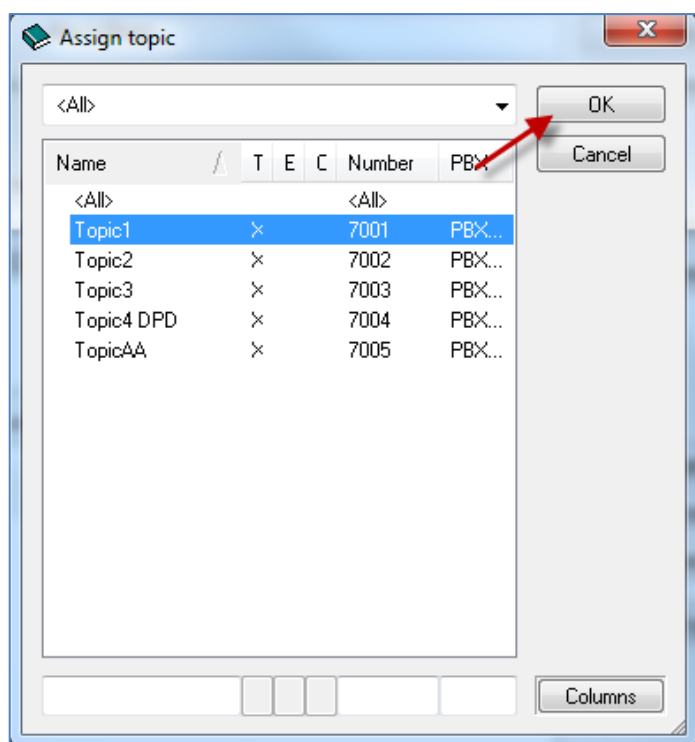 Assign topic
<All>
OK
Cancel
Name T E C Number PBX
<All> <All>
Topic1 × 7001 PBX...
Topic2 × 7002 PBX...
Topic3 × 7003 PBX...
Topic4 DPD × 7004 PBX...
TopicAA × 7005 PBX...
Columns